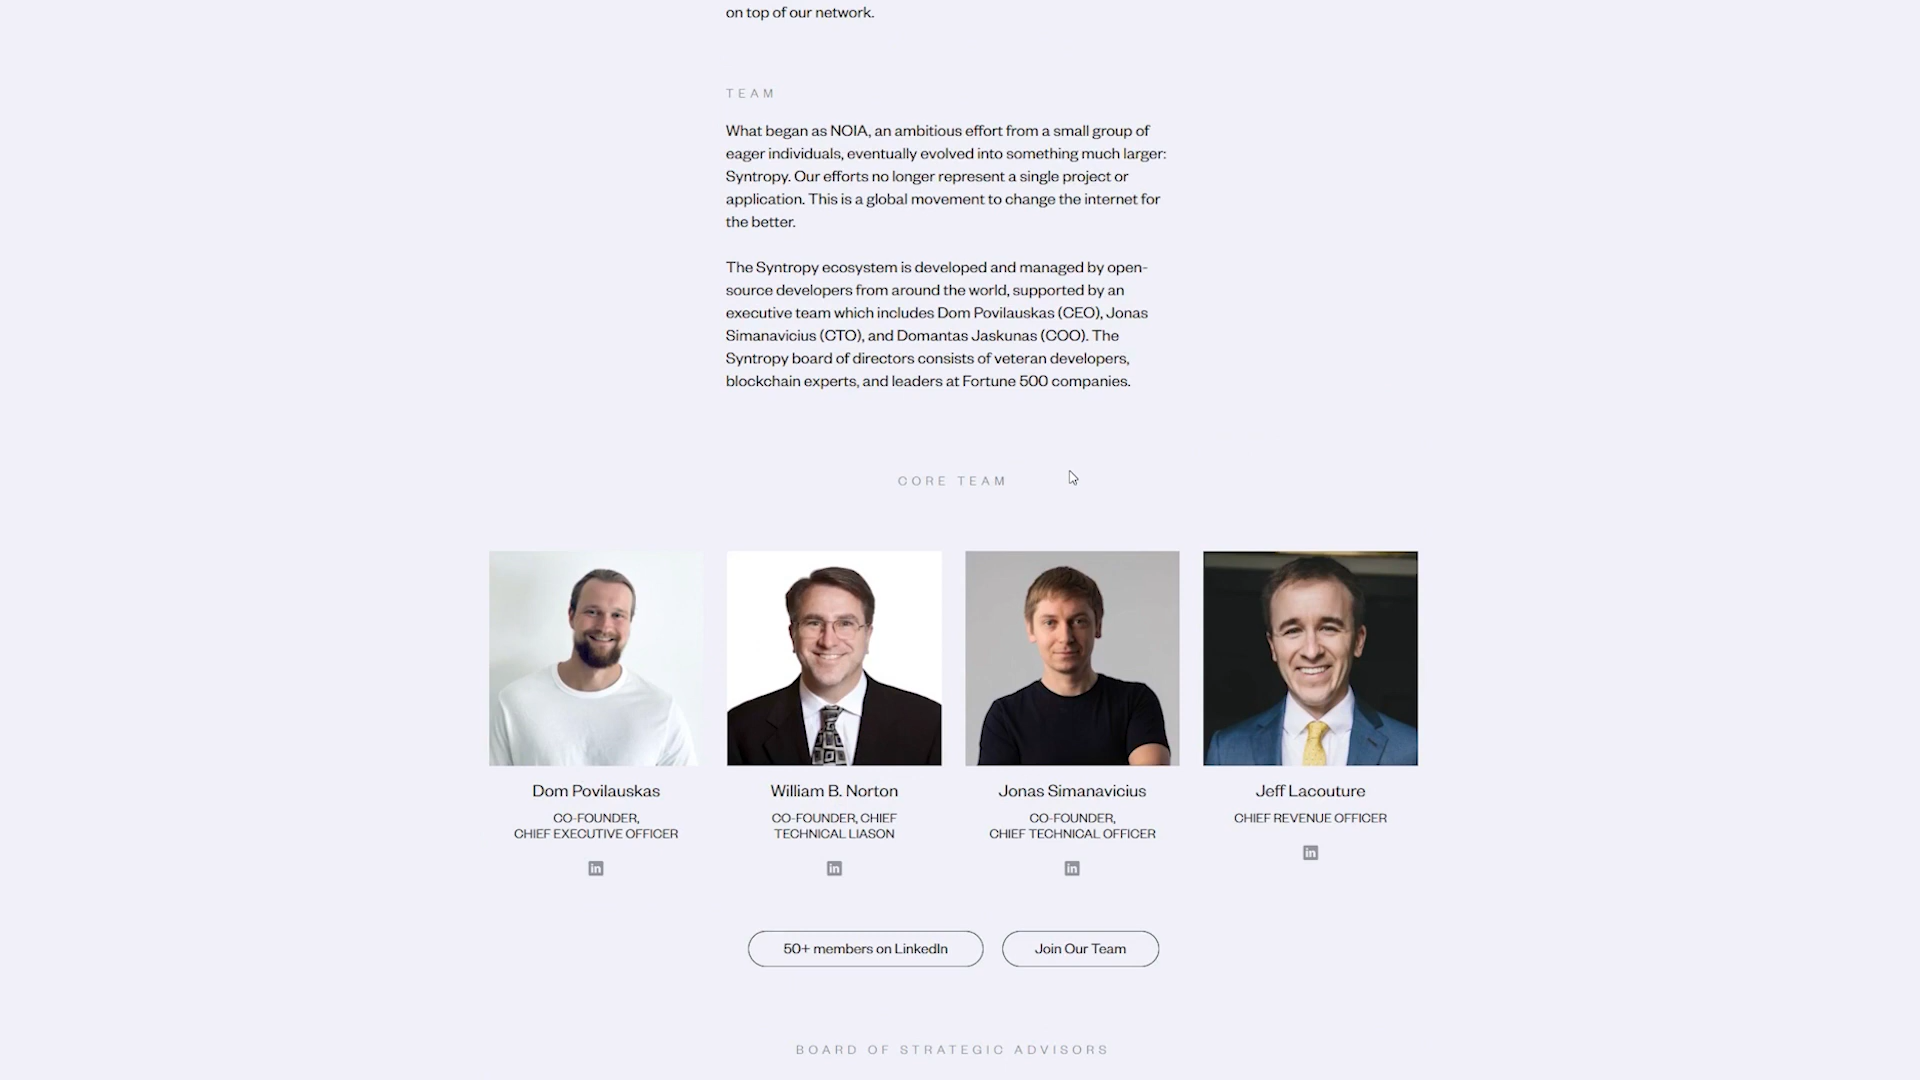 on top of our network.
TEAM
What began as NOIA, an ambitious effort from a small group of
eager individuals, eventually evolved into something much larger:
Syntropy. Our efforts no longer represent a single project or
application. This is a global movement to change the internet for
the better.
The Syntropy ecosystem is developed and managed by open-
source developers from around the world, supported by an
executive team which includes Dom Povilauskas (CEO), Jonas
Simanavicius (CTO), and Domantas Jaskunas (COO). The
Syntropy board of directors consists of veteran developers,
blockchain experts, and leaders at Fortune 500 companies.
CORE TEAM
Dom Povilauskas
CO-FOUNDER,
CHIEF EXECUTIVE OFFICER
in
William B. Norton
CO-FOUNDER, CHIEF
TECHNICAL LIASON
in
Jonas Simanavicius
CO-FOUNDER,
CHIEF TECHNICAL OFFICER
in
Jeff Lacouture
CHIEF REVENUE OFFICER
in
50+ members on LinkedIn
Join Our Team
BOARD OF STRATEGIC ADVISORS